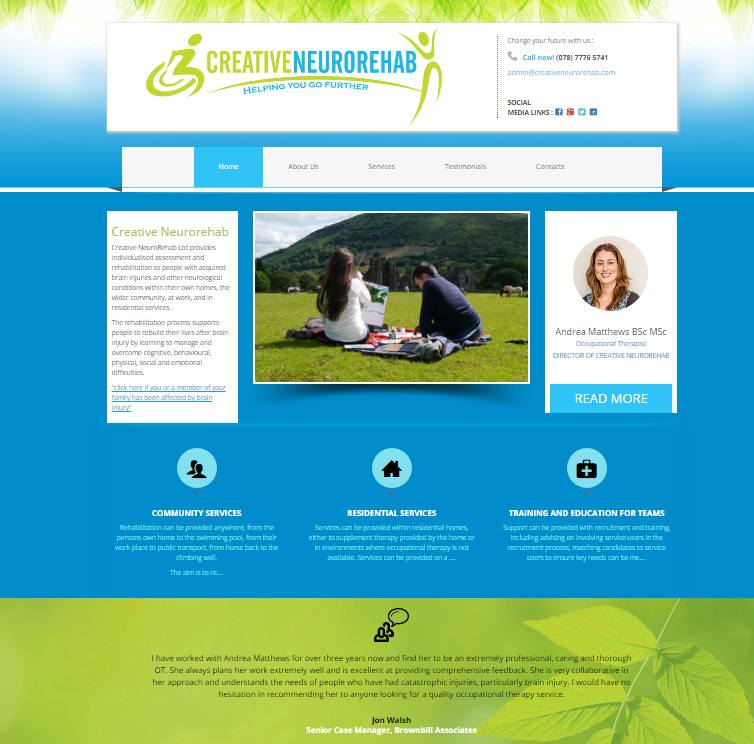 CREATIVENEUROREHAB
HELPING YOU GO FURTHER
Change your future with us :
Call now! (078) 7776 5741
admin@creativeneurorehab.com
SOCIAL
MEDIA LINKS :
Home
About Us
Services
Testimonials
Contacts
Creative Neurorehab
Creative NeuroRehab Ltd provides
individualised assessment and
rehabilitation to people with acquired
brain injuries and other neurological
conditions within their own homes, the
wider community, at work, and in
residential services.
The rehabilitation process supports
people to rebuild their lives after brain
injury by learning to manage and
overcome cognitive, behavioural,
physical, social and emotional
difficulties.
"click here if you or a member of your
family has been affected by brain
injury"
Andrea Matthews BSc MSc
Occupational Therapist
DIRECTOR OF CREATIVE NEUROREHAB
READ MORE
COMMUNITY SERVICES
Rehabilitation can be provided anywhere, from the
persons own home to the swimming pool, from their
work place to public transport, from horse back to the
climbing wall.
The aim is to re....
RESIDENTIAL SERVICES
Services can be provided within residential homes,
either to supplement therapy provided by the home or
in environments where occupational therapy is not
available. Services can be provided on a ....
TRAINING AND EDUCATION FOR TEAMS
Support can be provided with recruitment and training,
including advising on involving service users in the
recruitment process; matching candidates to service
users to ensure key needs can be me....
I have worked with Andrea Matthews for over three years now and find her to be an extremely professional, caring and thorough
OT. She always plans her work extremely well and is excellent at providing comprehensive feedback. She is very collaborative in
her approach and understands the needs of people who have had catastrophic injuries, particularly brain injury. I would have no
hesitation in recommending her to anyone looking for a quality occupational therapy service.
Jon Walsh
Senior Case Manager, Brownbill Associates